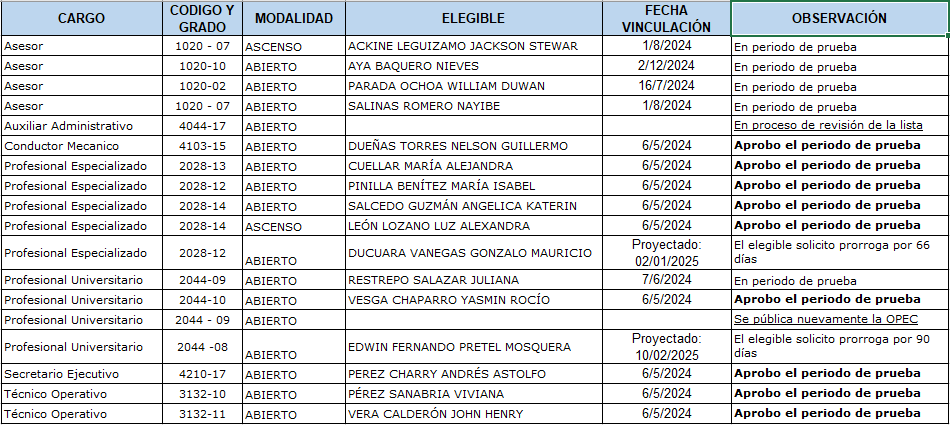 CARGO CODIGO Y GRADO MODALIDAD ELEGIBLE FECHA VINCULACIÓN OBSERVACIÓN
Asesor 1020 - 07 ASCENSO ACKINE LEGUIZAMO JACKSON STEWAR 1/8/2024 En periodo de prueba
Asesor 1020-10 ABIERTO AYA BAQUERO NIEVES 2/12/2024 En periodo de prueba
Asesor 1020-02 ABIERTO PARADA OCHOA WILLIAM DUWAN 16/7/2024 En periodo de prueba
Asesor 1020 - 07 ABIERTO SALINAS ROMERO NAYIBE 1/8/2024 En periodo de prueba
Auxiliar Administrativo 4044-17 ABIERTO En proceso de revisión de la lista
Conductor Mecanico 4103-15 ABIERTO DUEÑAS TORRES NELSON GUILLERMO 6/5/2024 Aprobo el periodo de prueba
Profesional Especializado 2028-13 ABIERTO CUELLAR MARÍA ALEJANDRA 6/5/2024 Aprobo el periodo de prueba
Profesional Especializado 2028-12 ABIERTO PINILLA BENÍTEZ MARÍA ISABEL 6/5/2024 Aprobo el periodo de prueba
Profesional Especializado 2028-14 ABIERTO SALCEDO GUZMÁN ANGELICA KATERIN 6/5/2024 Aprobo el periodo de prueba
Profesional Especializado 2028-14 ASCENSO LEÓN LOZANO LUZ ALEXANDRA 6/5/2024 Aprobo el periodo de prueba
Profesional Especializado 2028-12 ABIERTO DUCUARA VANEGAS GONZALO MAURICIO Proyectado: 02/01/2025 El elegible solicito prorroga por 66 días
Profesional Universitario 2044-09 ABIERTO RESTREPO SALAZAR JULIANA 7/6/2024 En periodo de prueba
Profesional Universitario 2044-10 ABIERTO VESGA CHAPARRO YASMIN ROCÍO 6/5/2024 Aprobo el periodo de prueba
Profesional Universitario 2044 - 09 ABIERTO Se pública nuevamente la OPEC
Profesional Universitario 2044 -08 ABIERTO EDWIN FERNANDO PRETEL MOSQUERA Proyectado: 10/02/2025 El elegible solicito prorroga por 90 días
Secretario Ejecutivo 4210-17 ABIERTO PEREZ CHARRY ANDRÉS ASTOLFO 6/5/2024 Aprobo el periodo de prueba
Técnico Operativo 3132-10 ABIERTO PÉREZ SANABRIA VIVIANA 6/5/2024 Aprobo el periodo de prueba
Técnico Operativo 3132-11 ABIERTO VERA CALDERÓN JOHN HENRY 6/5/2024 Aprobo el periodo de prueba